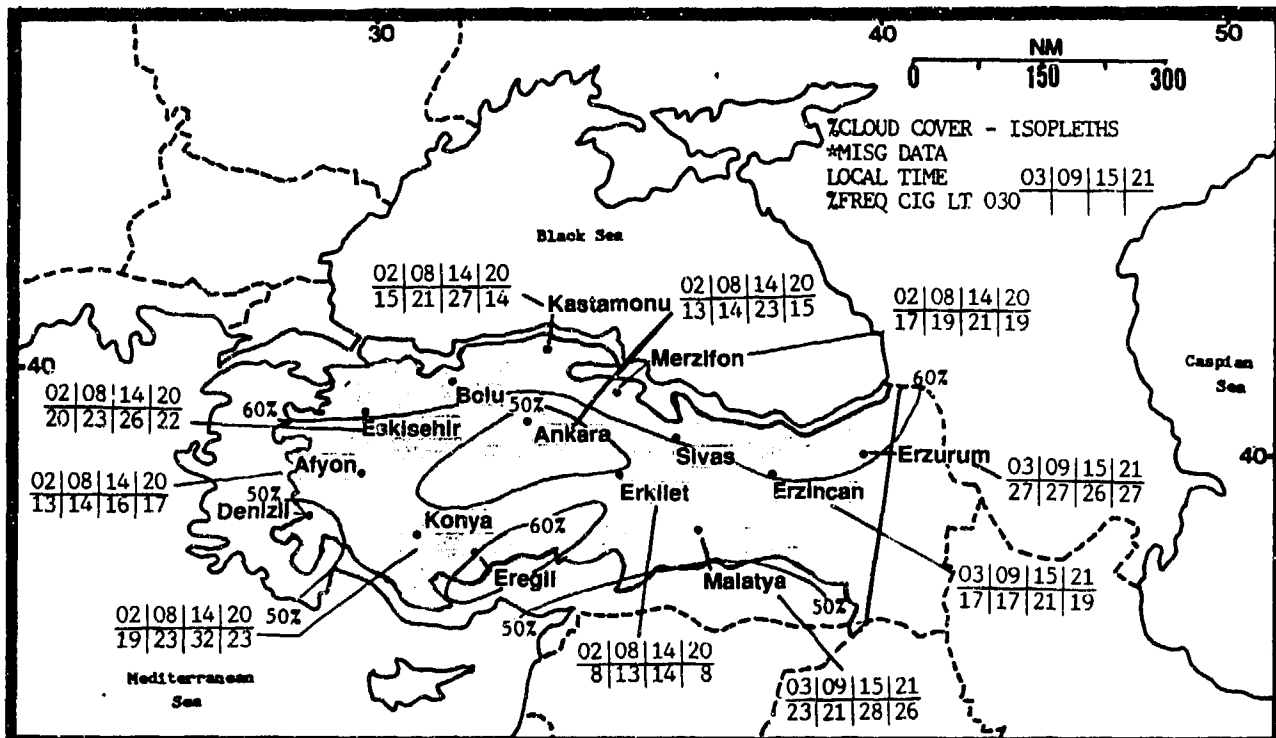 30
40
50
NM
0 150 300
%CLOUD COVER - ISOPLETHS
*MISG DATA
LOCAL TIME 03|09|15|21
%FREQ CIG LT 030
Black Sea
02|08|14|20
15|21|27|14
Kastamonu
02|08|14|20
13|14|23|15
02|08|14|20
17|19|21|19
Merzifon
40
Caspian
Sea
60%
02|08|14|20
20|23|26|22
60%
Bolu
50%
Eskisehir
Ankara
Sivas
Erzurum
40
Afyon
02|08|14|20
13|14|16|17
50%
Denizli
Erkilet
Erzincan
03|09|15|21
27|27|26|27
Konya
60%
Eregli
Malatya
03|09|15|21
17|17|21|19
02|08|14|20
19|23|32|23
50%
50%
50%
02|08|14|20
8|13|14|8
03|09|15|21
23|21|28|26
Mediterranean
Sea